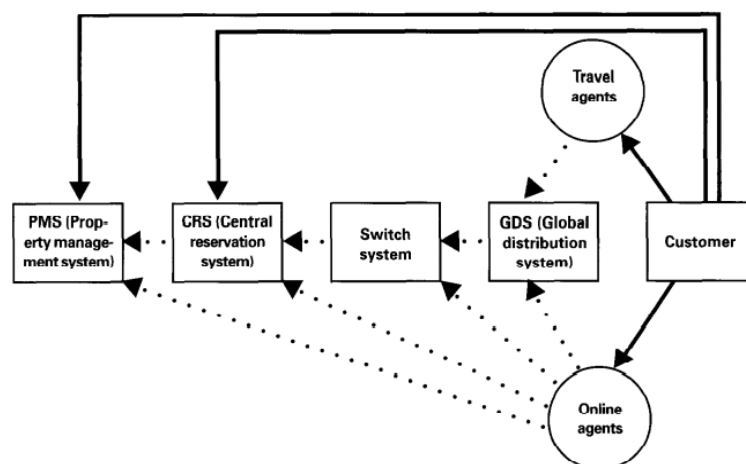 Travel
agents
PMS (Prop-
erty manage-
ment system)
CRS (Central
reservation
system)
Switch
system
GDS (Global
distribution
system)
Customer
Online
agents